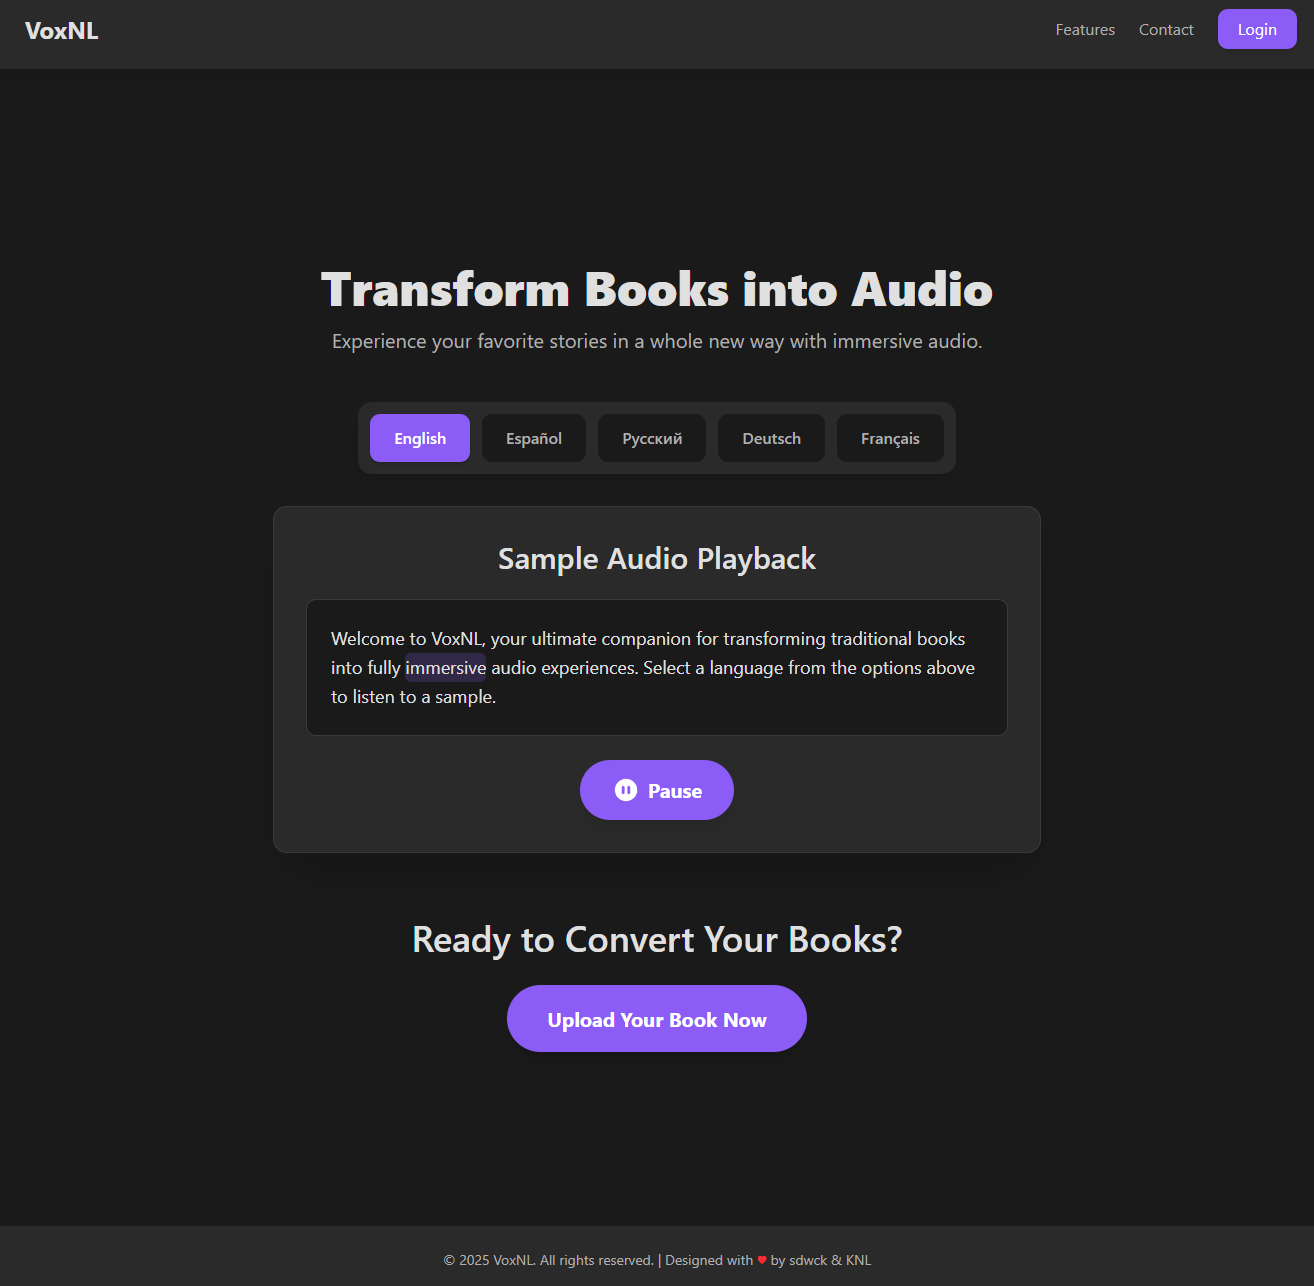 VoxNL
Features
Contact
Login
Transform Books into Audio
Experience your favorite stories in a whole new way with immersive audio.
English
Español
Русский
Deutsch
Français
Sample Audio Playback
Welcome to VoxNL, your ultimate companion for transforming traditional books
into fully immersive audio experiences. Select a language from the options above
to listen to a sample.
Pause
Ready to Convert Your Books?
Upload Your Book Now
© 2025 VoxNL. All rights reserved. | Designed with ♥ by sdwck & KNL